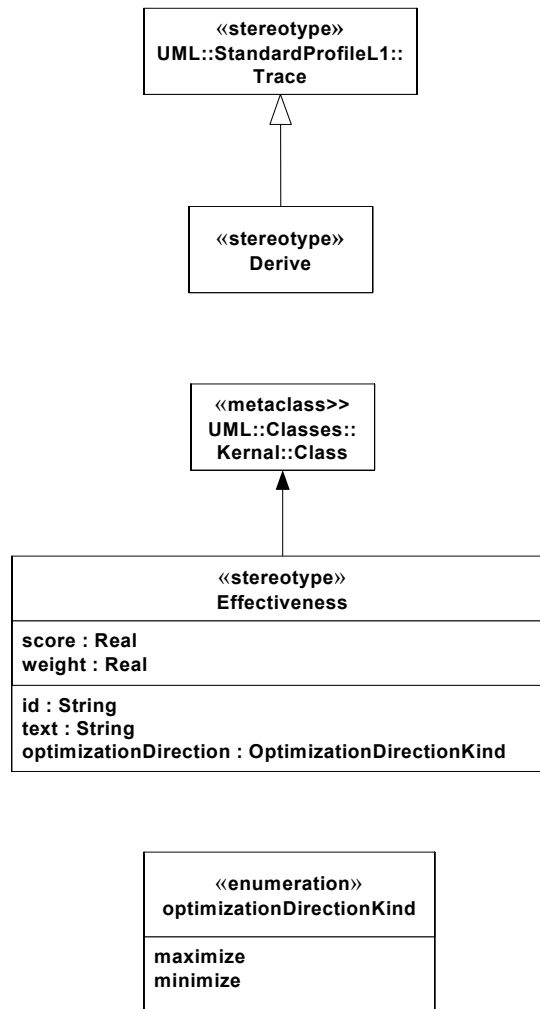 «stereotype»
UML::StandardProfileL1::
Trace
«stereotype»
Derive
«metaclass>>
UML::Classes::
Kernal::Class
«stereotype»
Effectiveness
score : Real
weight : Real
id : String
text : String
optimizationDirection : OptimizationDirectionKind
«enumeration»
optimizationDirectionKind
maximize
minimize